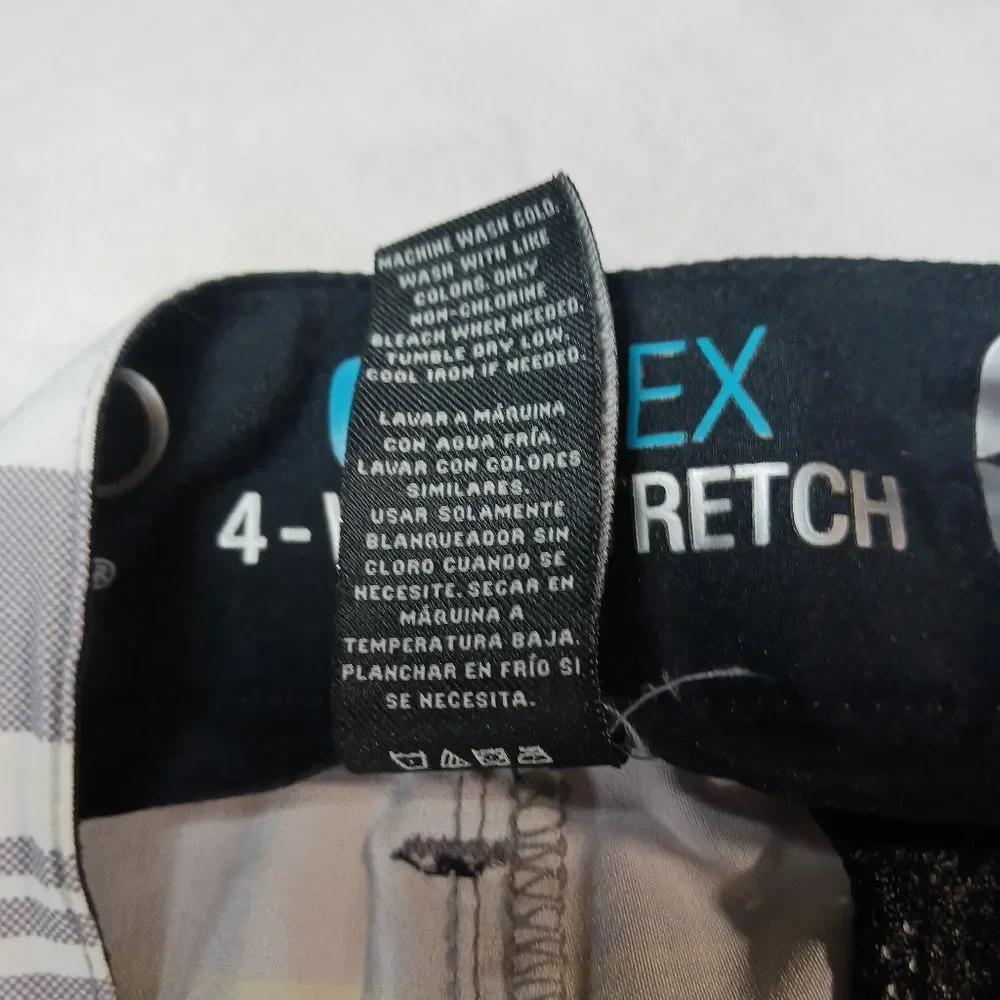 MACHINE WASH COLD.
WASH WITH LIKE
COLORS. ONLY
NON-CHLORINE
BLEACH WHEN NEEDED.
TUMBLE DRY LOW.
COOL IRON IF NEEDED.
LAVAR A MÁQUINA
CON AGUA FRÍA.
LAVAR CON COLORES
SIMILARES.
USAR SOLAMENTE
BLANQUEADOR SIN
CLORO CUANDO SE
NECESITE. SECAR EN
MÁQUINA A
TEMPERATURA BAJA.
PLANCHAR EN FRÍO SI
SE NECESITA.
EX
4- RETCH
®